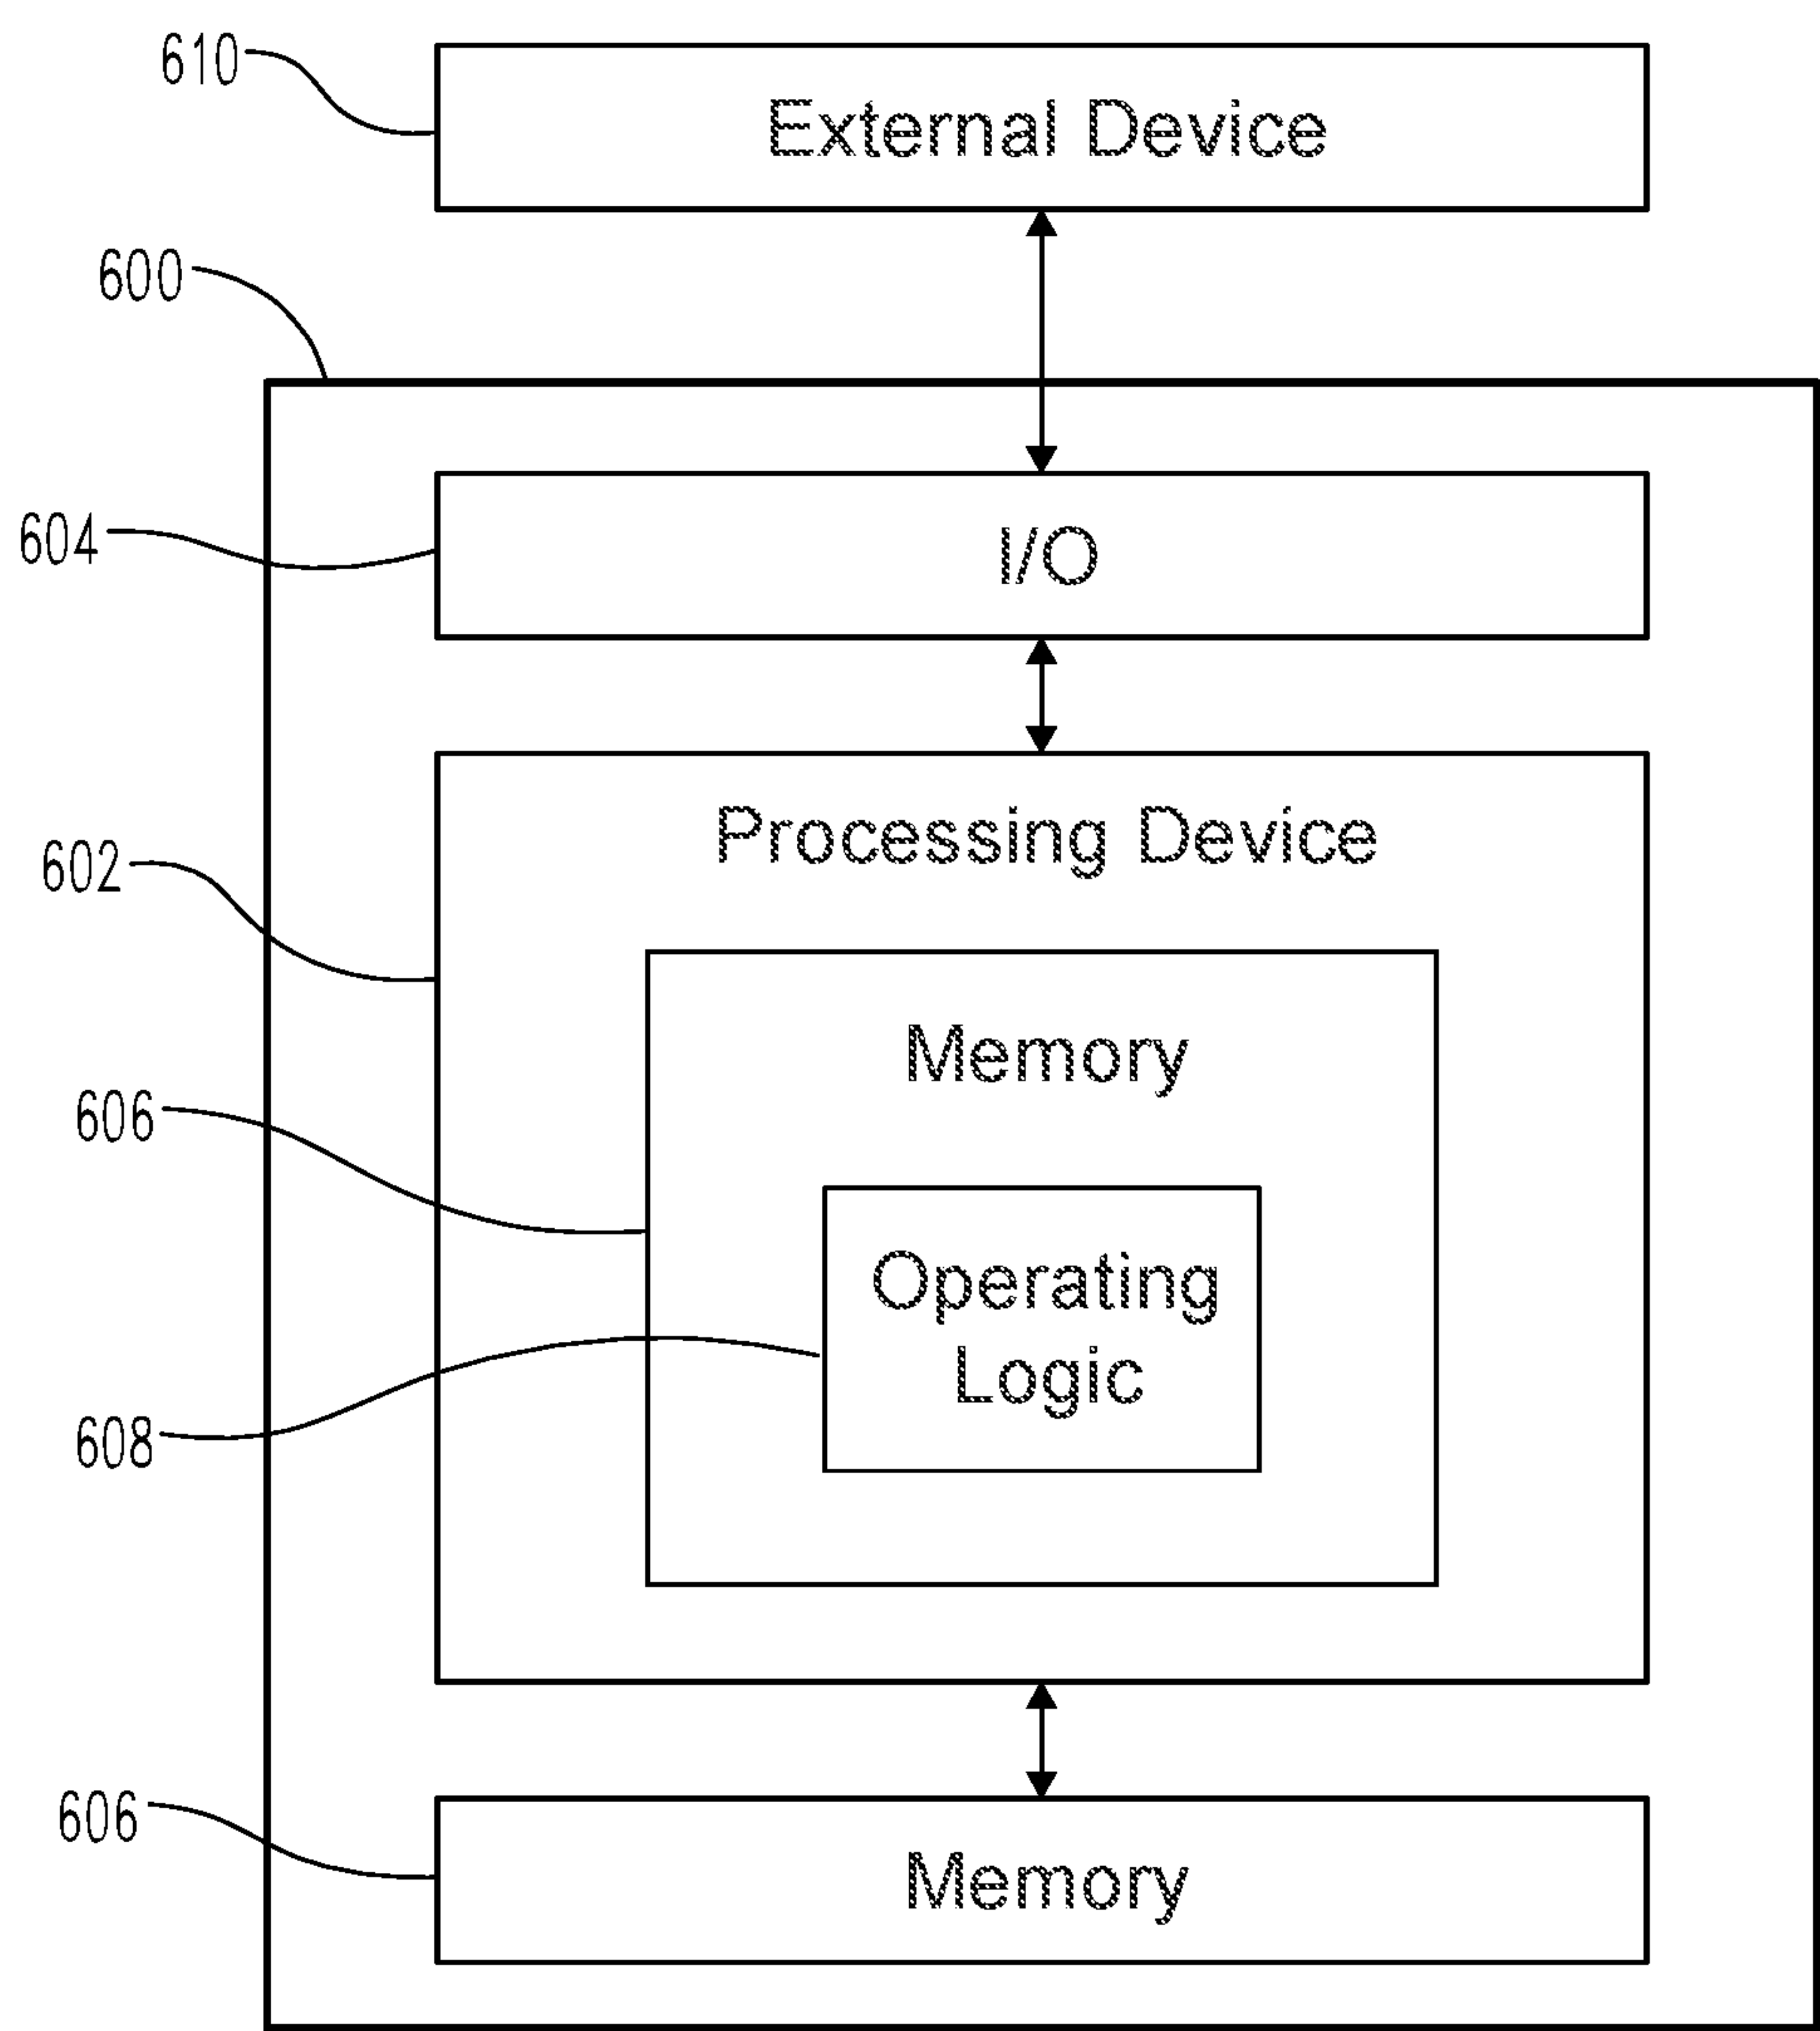 610
External Device
600
604
I/O
Processing Device
602
Memory
606
Operating
Logic
608
606
Memory